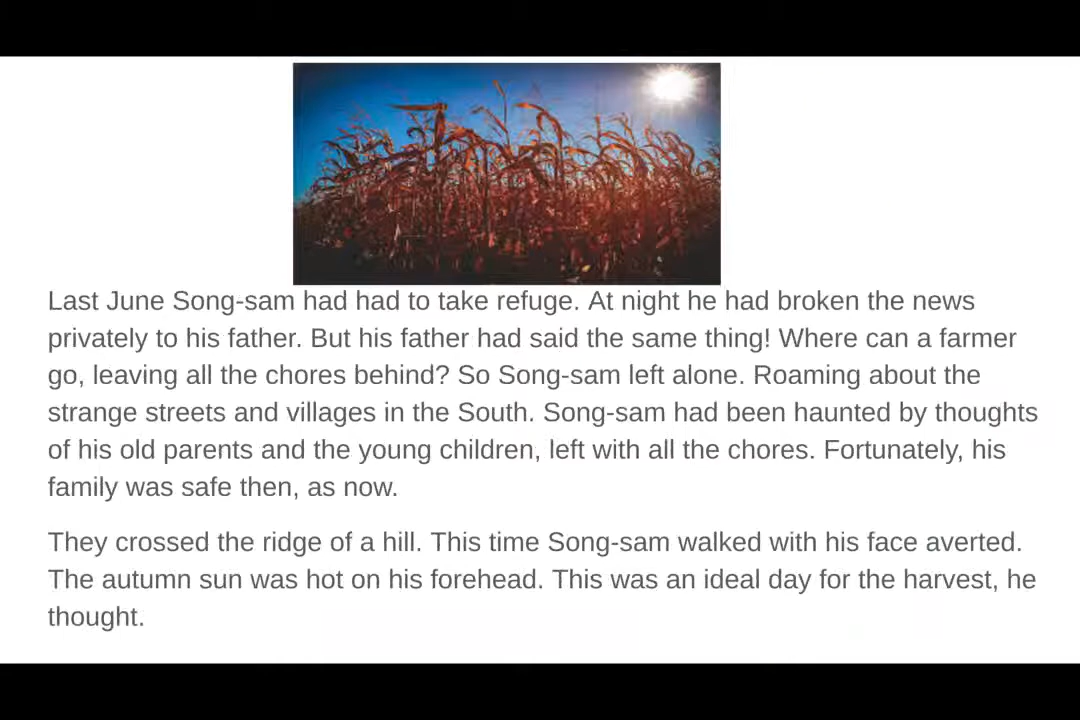 Last June Song-sam had had to take refuge. At night he had broken the news
privately to his father. But his father had said the same thing! Where can a farmer
go, leaving all the chores behind? So Song-sam left alone. Roaming about the
strange streets and villages in the South. Song-sam had been haunted by thoughts
of his old parents and the young children, left with all the chores. Fortunately, his
family was safe then, as now.
They crossed the ridge of a hill. This time Song-sam walked with his face averted.
The autumn sun was hot on his forehead. This was an ideal day for the harvest, he
thought.